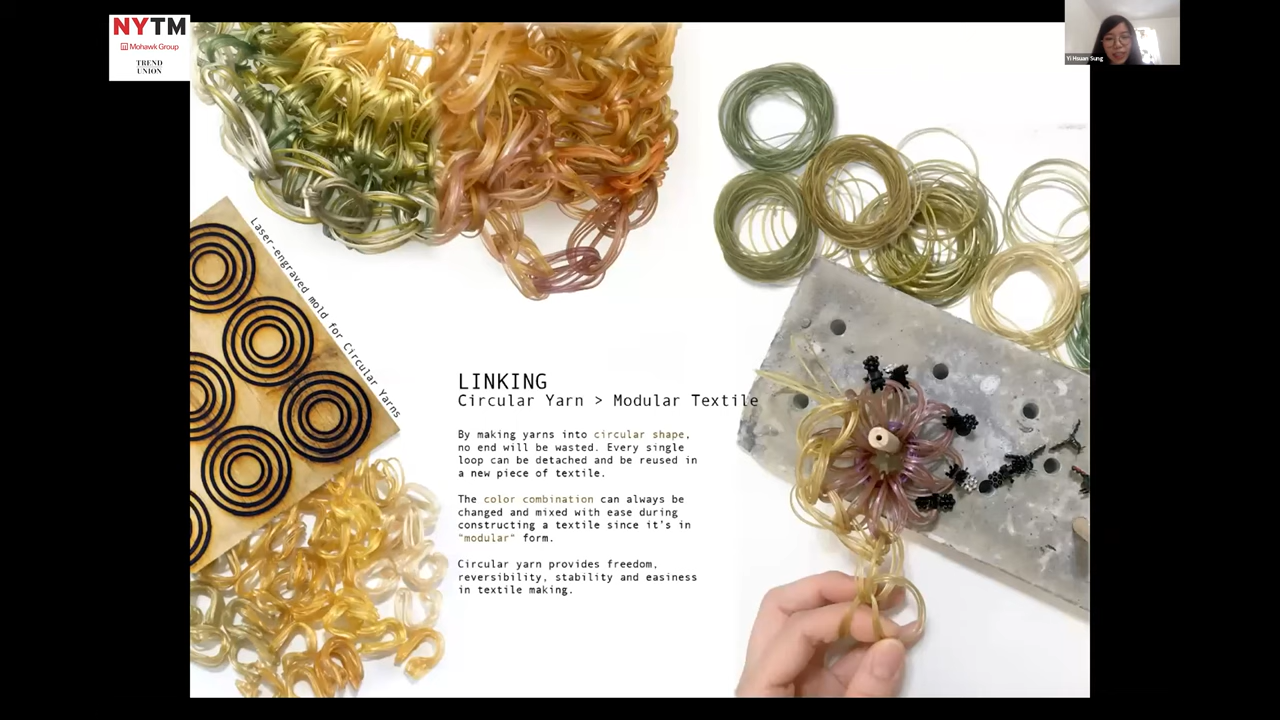 NYTM
Mohawk Group
TREND
UNION
Yi Hsuan Sung
Laser-engraved mold for Circular Yarns
LINKING
Circular Yarn > Modular Textile
By making yarns into circular shape,
no end will be wasted. Every single
loop can be detached and be reused in
a new piece of textile.
The color combination can always be
changed and mixed with ease during
constructing a textile since it's in
"modular" form.
Circular yarn provides freedom,
reversibility, stability and easiness
in textile making.